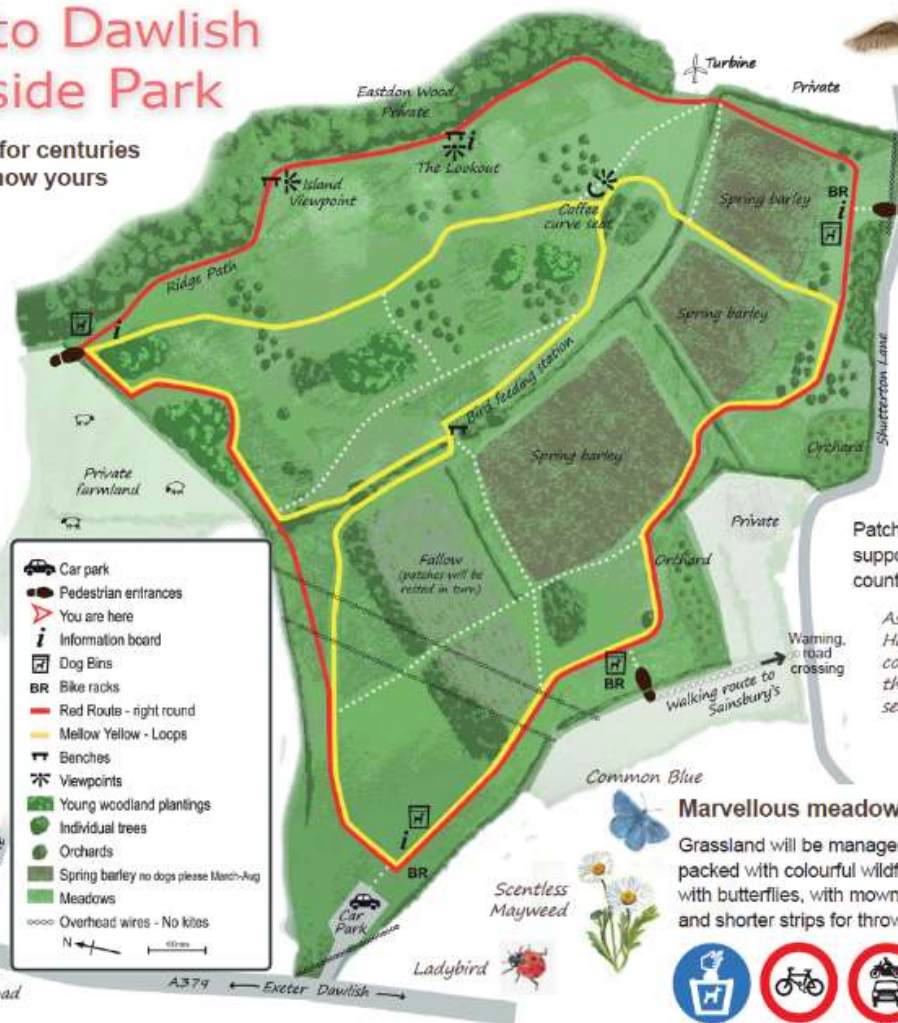 to Dawlish
side Park
for centuries
now yours
Turbine
Private
Eastdon Wood
Private
The Lookout
Island
Viewpoint
Coffee
curve seat
Spring barley
BR
i
Ridge Path
Spring barley
Bird feeding station
Shutterton Lane
Orchard
Private
farmland
Spring barley
Private
Fallow
(patches will be
rested in turn)
Orchard
BR
Walking route to
Sainsbury's
Warning,
road
crossing
Patch
suppo
count
As
H
co
th
se
Car park
Pedestrian entrances
You are here
i Information board
Dog Bins
BR Bike racks
Red Route - right round
Mellow Yellow - Loops
Benches
Viewpoints
Young woodland plantings
Individual trees
Orchards
Spring barley no dogs please March-Aug
Meadows
Overhead wires - No kites
N
i
BR
Car
Park
A379 ← Exeter Dawlish →
Common Blue
Scentless
Mayweed
Ladybird
Marvellous meadow
Grassland will be manage
packed with colourful wildf
with butterflies, with mown
and shorter strips for throw